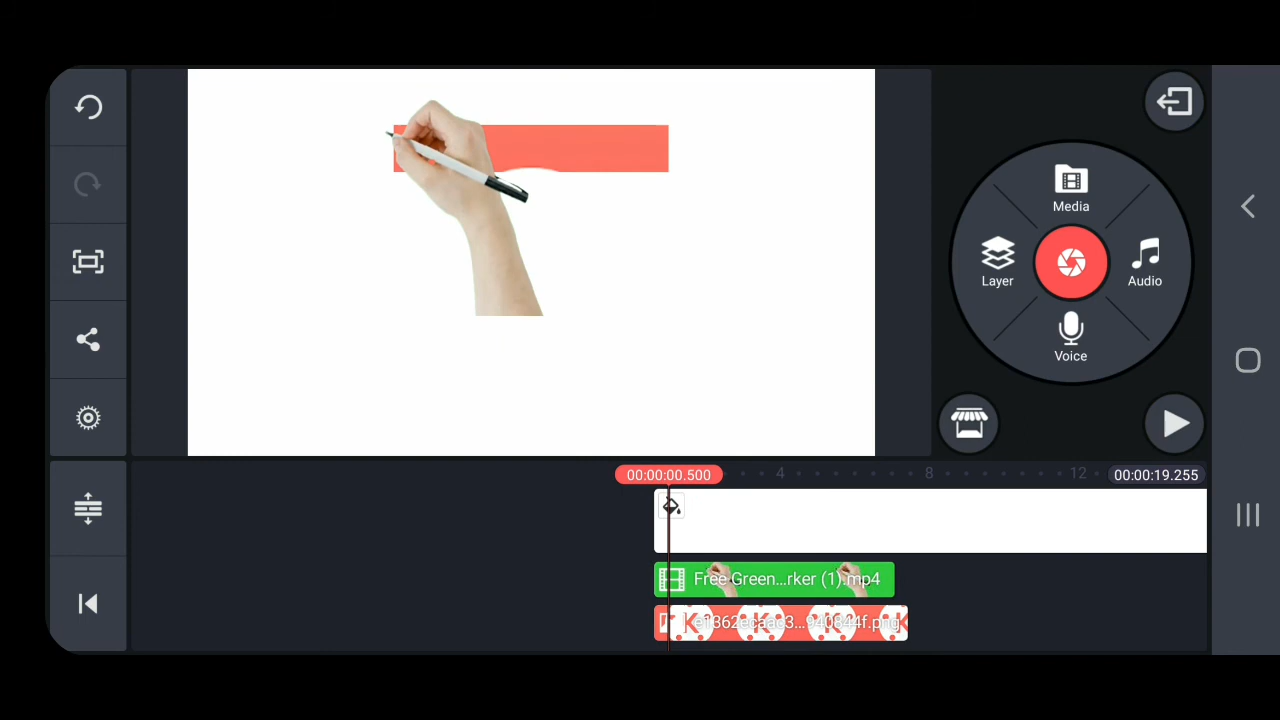 Media
Layer
Audio
Voice
00:00:00.500
4
8
12
00:00:19.255
Free Green...rker (1).mp4
K K K K